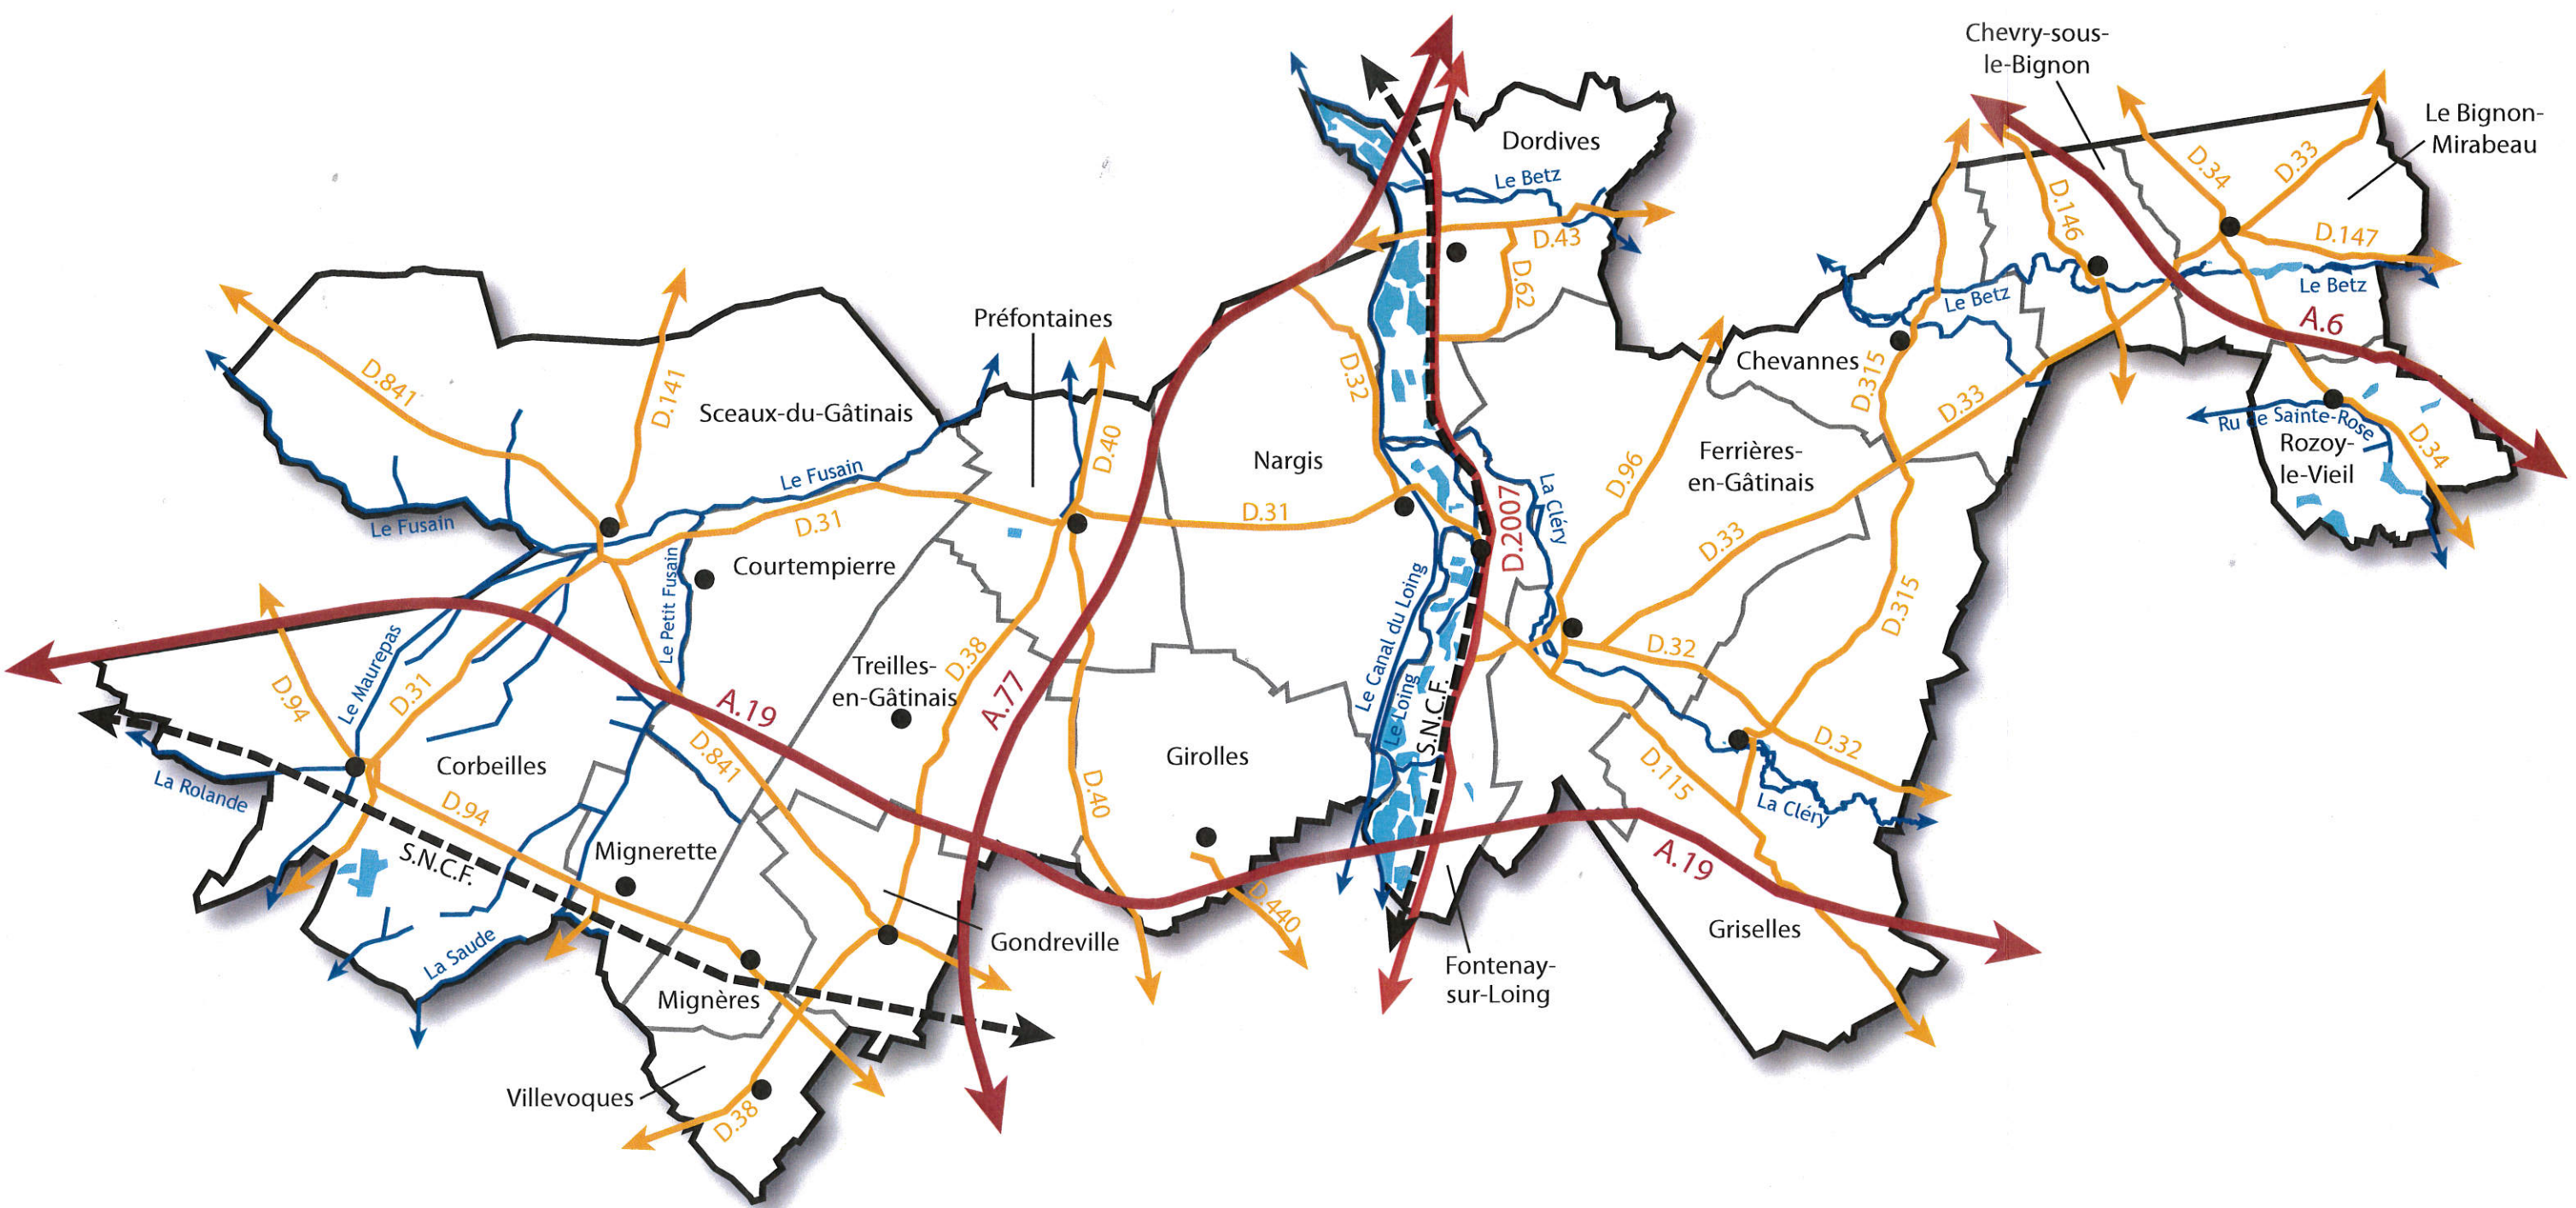 Chevry-sous-
le-Bignon
Le Bignon-
Mirabeau
Dordives
Le Betz
D.43
D.62
D.34
D.33
D.146
D.147
Le Betz
Le Betz
A.6
Préfontaines
D.841
D.141
Sceaux-du-Gâtinais
D.40
D.32
Chevannes
D.315
D.33
Ru de Sainte-Rose
Rozoy-
le-Vieil
D.34
Nargis
Le Fusain
Le Fusain
D.31
D.31
D.96
Ferrières-
en-Gâtinais
La Cléry
D.2007
D.33
Courtempierre
Le Petit Fusain
Le Canal du Loing
D.315
D.32
Le Maurepas
D.94
D.31
Treilles-
en-Gâtinais
D.38
A.77
A.19
Le Loing
S.N.C.F.
D.841
Corbeilles
La Rolande
D.94
S.N.C.F.
Girolles
D.40
D.115
D.32
La Cléry
Mignerette
A.19
D.440
La Saude
Gondreville
Griselles
Fontenay-
sur-Loing
Mignères
Villevoques
D.38